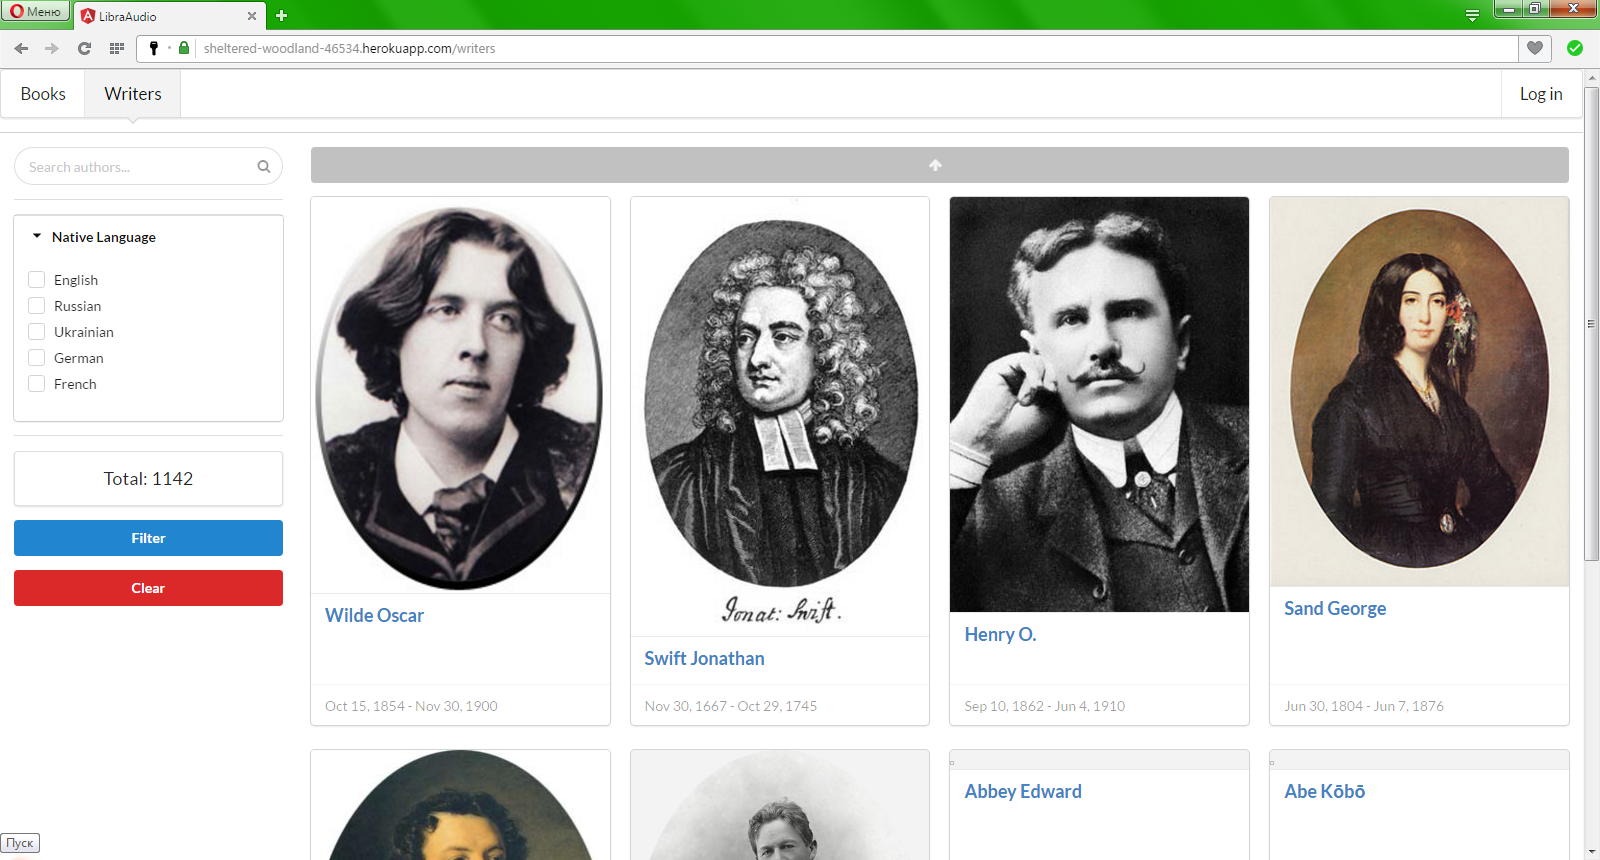 Меню
LibraAudio
sheltered-woodland-46534.herokuapp.com/writers
Books
Writers
Log in
Search authors...
Native Language
English
Russian
Ukrainian
German
French
Total: 1142
Filter
Clear
Jonat: Swift.
Wilde Oscar
Swift Jonathan
Henry O.
Sand George
Oct 15, 1854 - Nov 30, 1900
Nov 30, 1667 - Oct 29, 1745
Sep 10, 1862 - Jun 4, 1910
Jun 30, 1804 - Jun 7, 1876
Abbey Edward
Abe Kōbō
Пуск